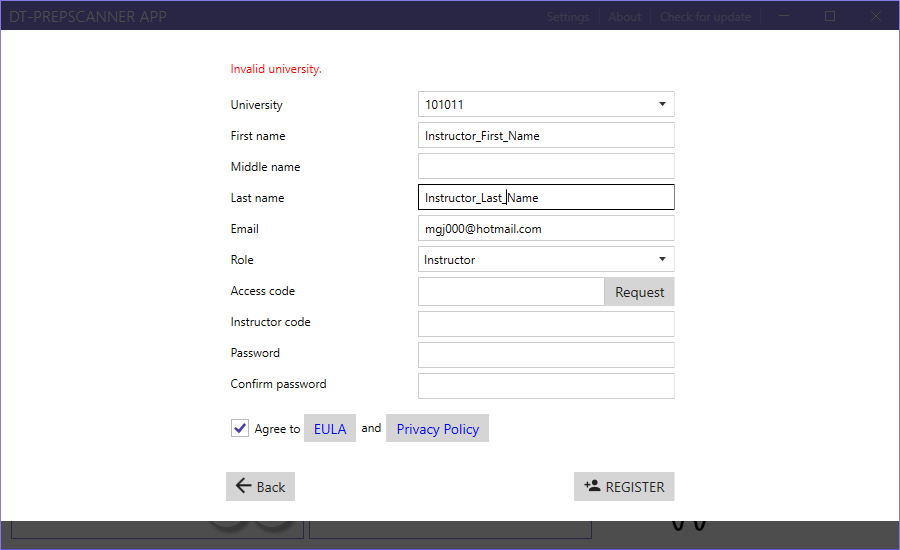 DT-PREPSCANNER APP Settings About Check for update
Invalid university.
University 101011
First name Instructor_First_Name
Middle name
Last name Instructor_Last_Name
Email mgj000@hotmail.com
Role Instructor
Access code Request
Instructor code
Password
Confirm password
Agree to EULA and Privacy Policy
Back REGISTER